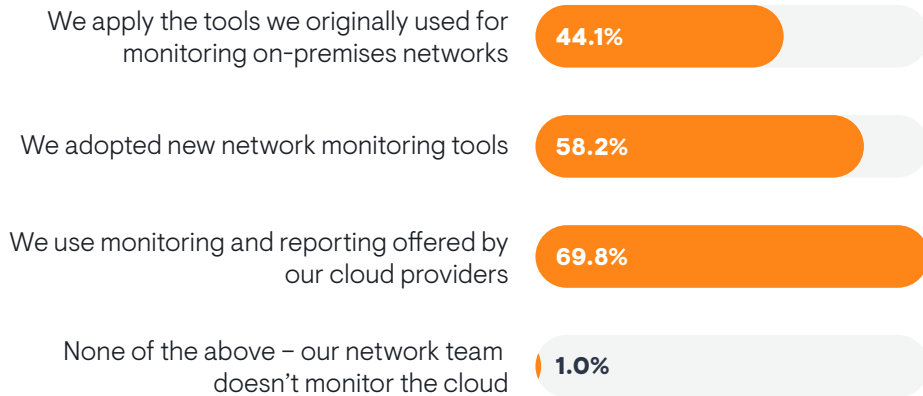 We apply the tools we originally used for
monitoring on-premises networks
44.1%
We adopted new network monitoring tools
58.2%
We use monitoring and reporting offered by
our cloud providers
69.8%
None of the above – our network team
doesn’t monitor the cloud
1.0%